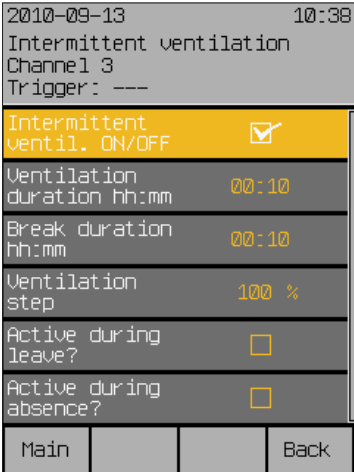 2010-09-13 10:38
Intermittent ventilation
Channel 3
Trigger: ---
Intermittent
ventil. ON/OFF
Ventilation
duration hh:mm 00:10
Break duration
hh:mm 00:10
Ventilation
step 100 %
Active during
leave?
Active during
absence?
Main Back